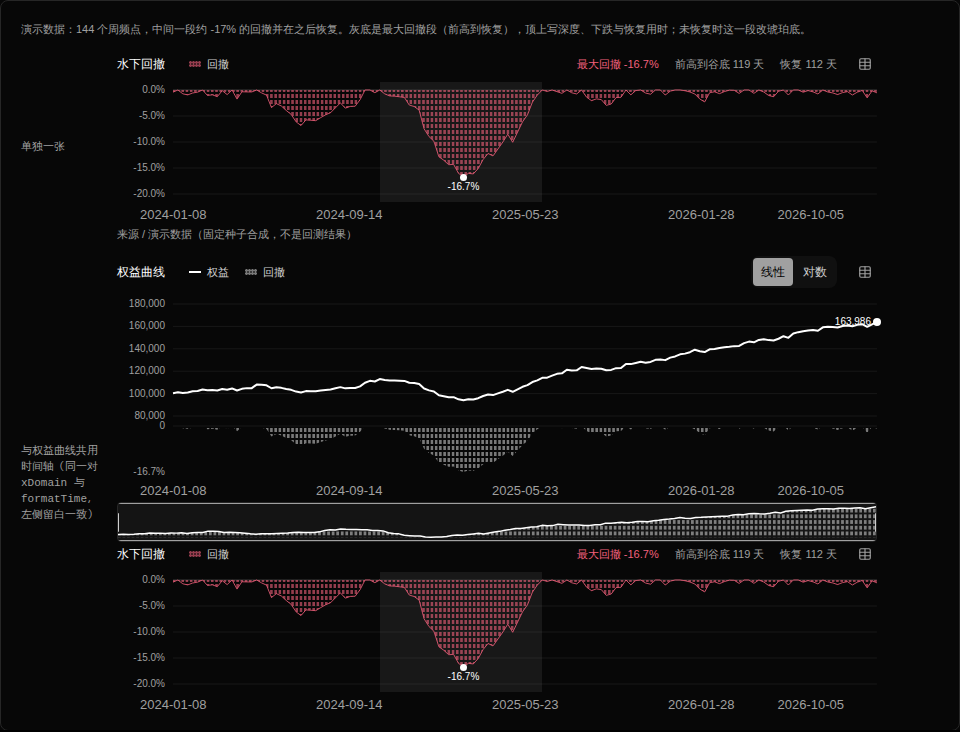 演示数据：144 个周频点，中间一段约 -17% 的回撤并在之后恢复。灰底是最大回撤段（前高到恢复），顶上写深度、下跌与恢复用时；未恢复时这一段改琥珀底。
水下回撤 回撤 最大回撤 -16.7% 前高到谷底 119 天 恢复 112 天
0.0%
-5.0%
单独一张
-10.0%
-15.0%
-20.0%
-16.7%
2024-01-08 2024-09-14 2025-05-23 2026-01-28 2026-10-05
来源 / 演示数据（固定种子合成，不是回测结果）
权益曲线 权益 回撤 线性 对数
180,000
160,000
140,000
120,000
100,000
80,000
163,986
0
-16.7%
与权益曲线共用
时间轴（同一对
xDomain 与
formatTime，
左侧留白一致）
2024-01-08 2024-09-14 2025-05-23 2026-01-28 2026-10-05
水下回撤 回撤 最大回撤 -16.7% 前高到谷底 119 天 恢复 112 天
0.0%
-5.0%
-10.0%
-15.0%
-20.0%
-16.7%
2024-01-08 2024-09-14 2025-05-23 2026-01-28 2026-10-05